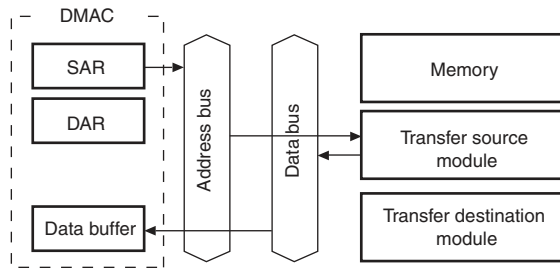 DMAC
SAR
DAR
Data buffer
Address bus
Data bus
Memory
Transfer source
module
Transfer destination
module